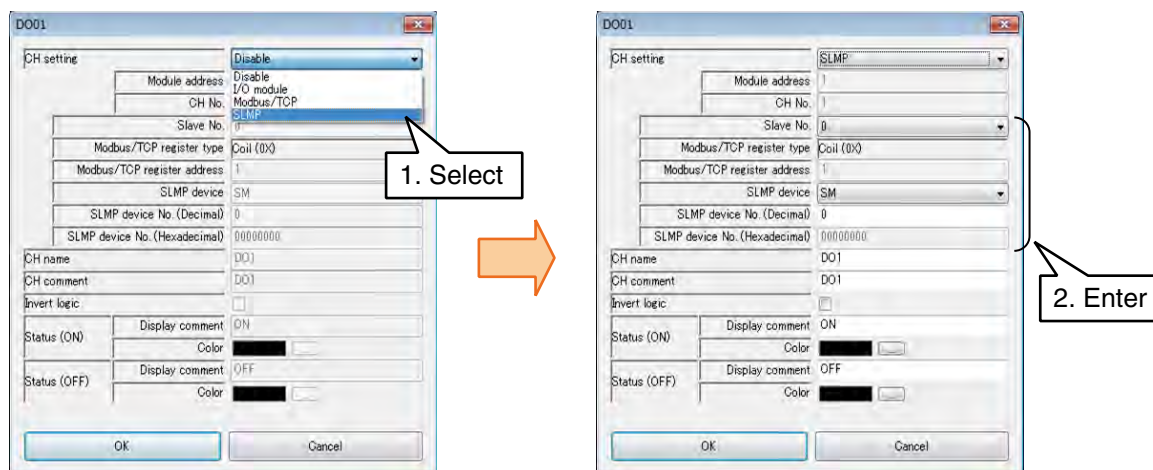 DO01
CH setting Disable
Disable
Module address I/O module
CH No. Modbus/TCP
SLMP
Slave No. 0
Modbus/TCP register type Coil (0X)
Modbus/TCP register address 1
SLMP device SM
SLMP device No. (Decimal) 0
SLMP device No. (Hexadecimal) 00000000
CH name DO1
CH comment DO1
Invert logic
Status (ON) Display comment ON
Color
Status (OFF) Display comment OFF
Color
OK Cancel
1. Select
DO01
CH setting SLMP
Module address 1
CH No. 1
Slave No. 0
Modbus/TCP register type Coil (0X)
Modbus/TCP register address 1
SLMP device SM
SLMP device No. (Decimal) 0
SLMP device No. (Hexadecimal) 00000000
CH name DO1
CH comment DO1
Invert logic
Status (ON) Display comment ON
Color
Status (OFF) Display comment OFF
Color
OK Cancel
2. Enter